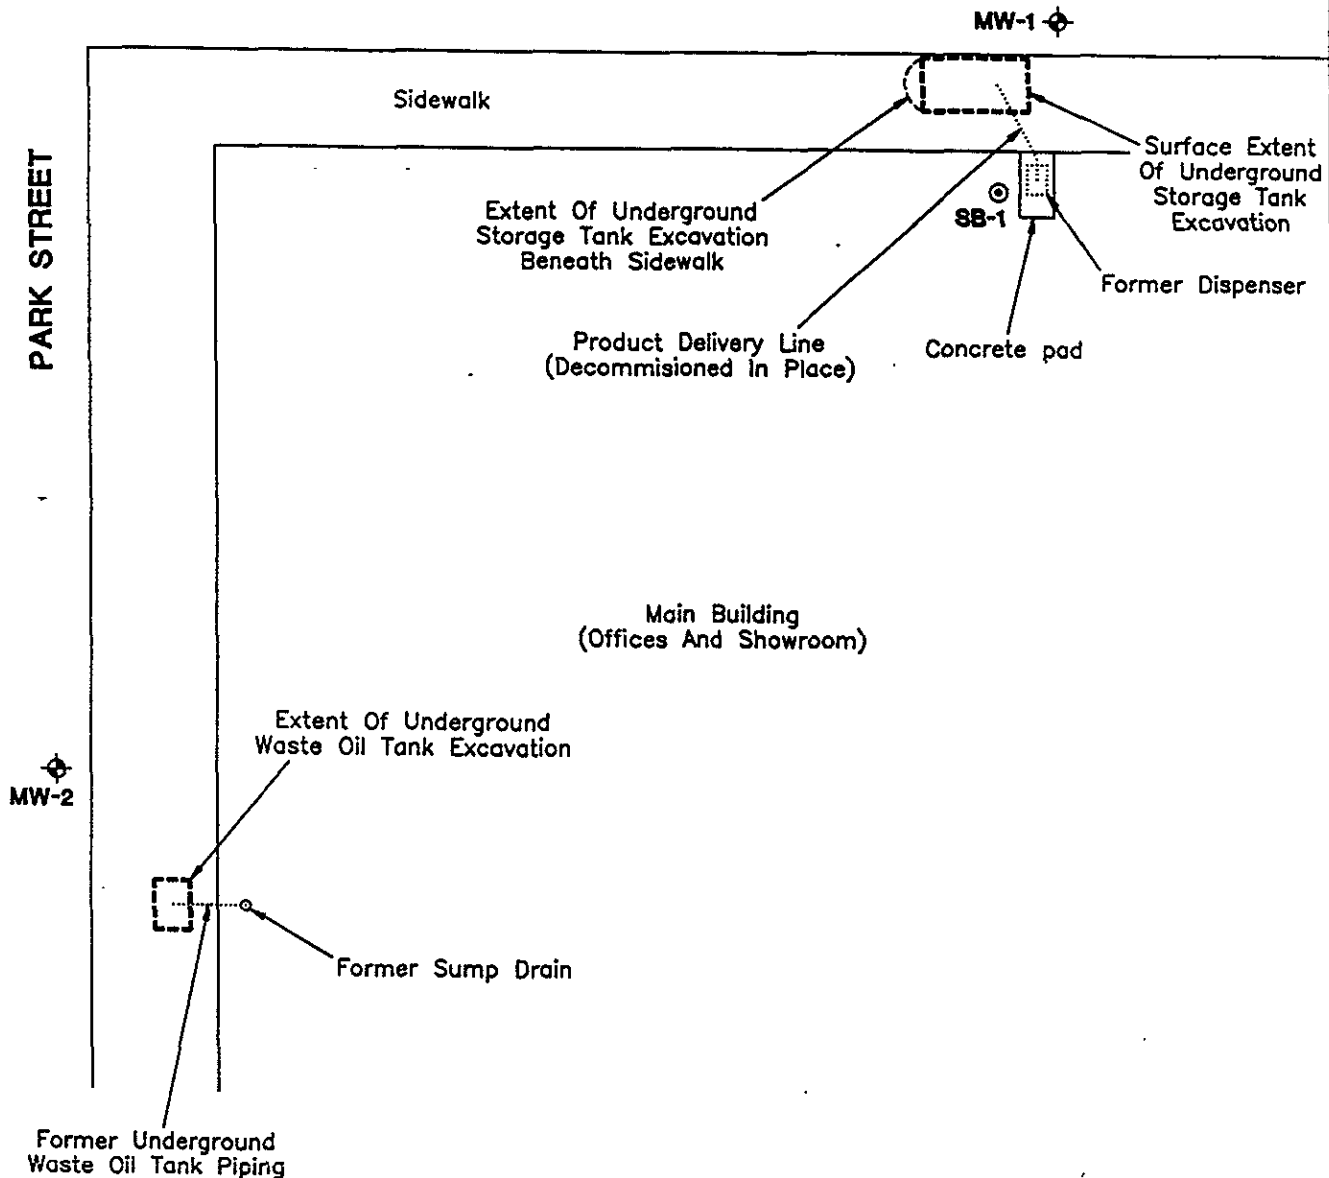 MW-1
Sidewalk
PARK STREET
Surface Extent
Of Underground
Storage Tank
Excavation
Extent Of Underground
Storage Tank Excavation
Beneath Sidewalk
SB-1
Former Dispenser
Product Delivery Line
(Decommisioned In Place)
Concrete pad
Main Building
(Offices And Showroom)
Extent Of Underground
Waste Oil Tank Excavation
MW-2
Former Sump Drain
Former Underground
Waste Oil Tank Piping